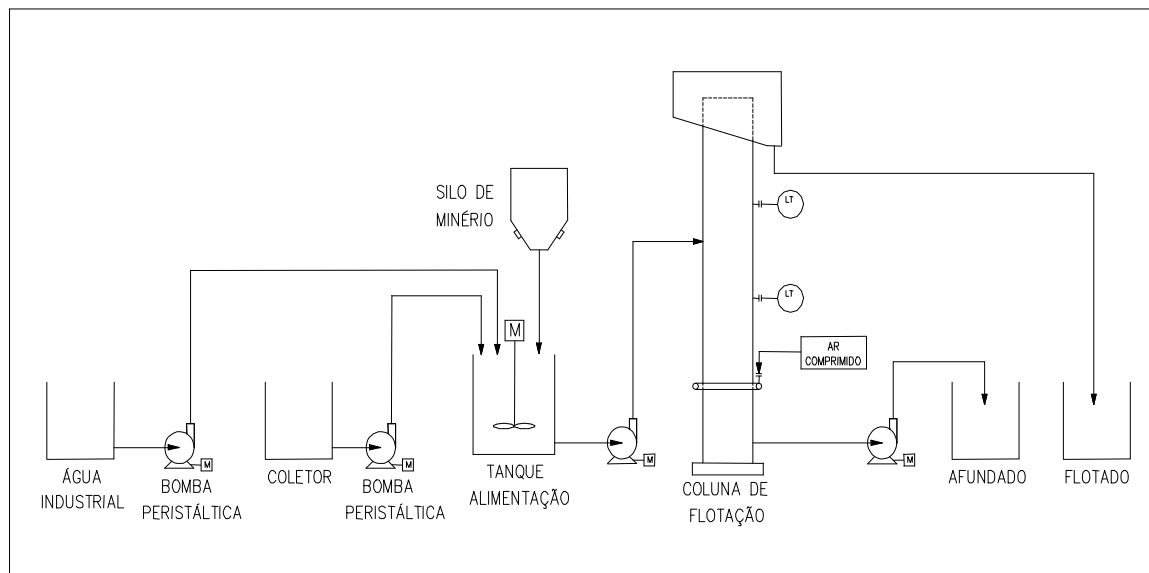 SILO DE
MINÉRIO
LT
LT
M
AR
COMPRIMIDO
M
M
M
M
ÁGUA
INDUSTRIAL
BOMBA
PERISTÁLTICA
COLETOR
BOMBA
PERISTÁLTICA
TANQUE
ALIMENTAÇÃO
COLUNA DE
FLOTAÇÃO
AFUNDADO
FLOTADO